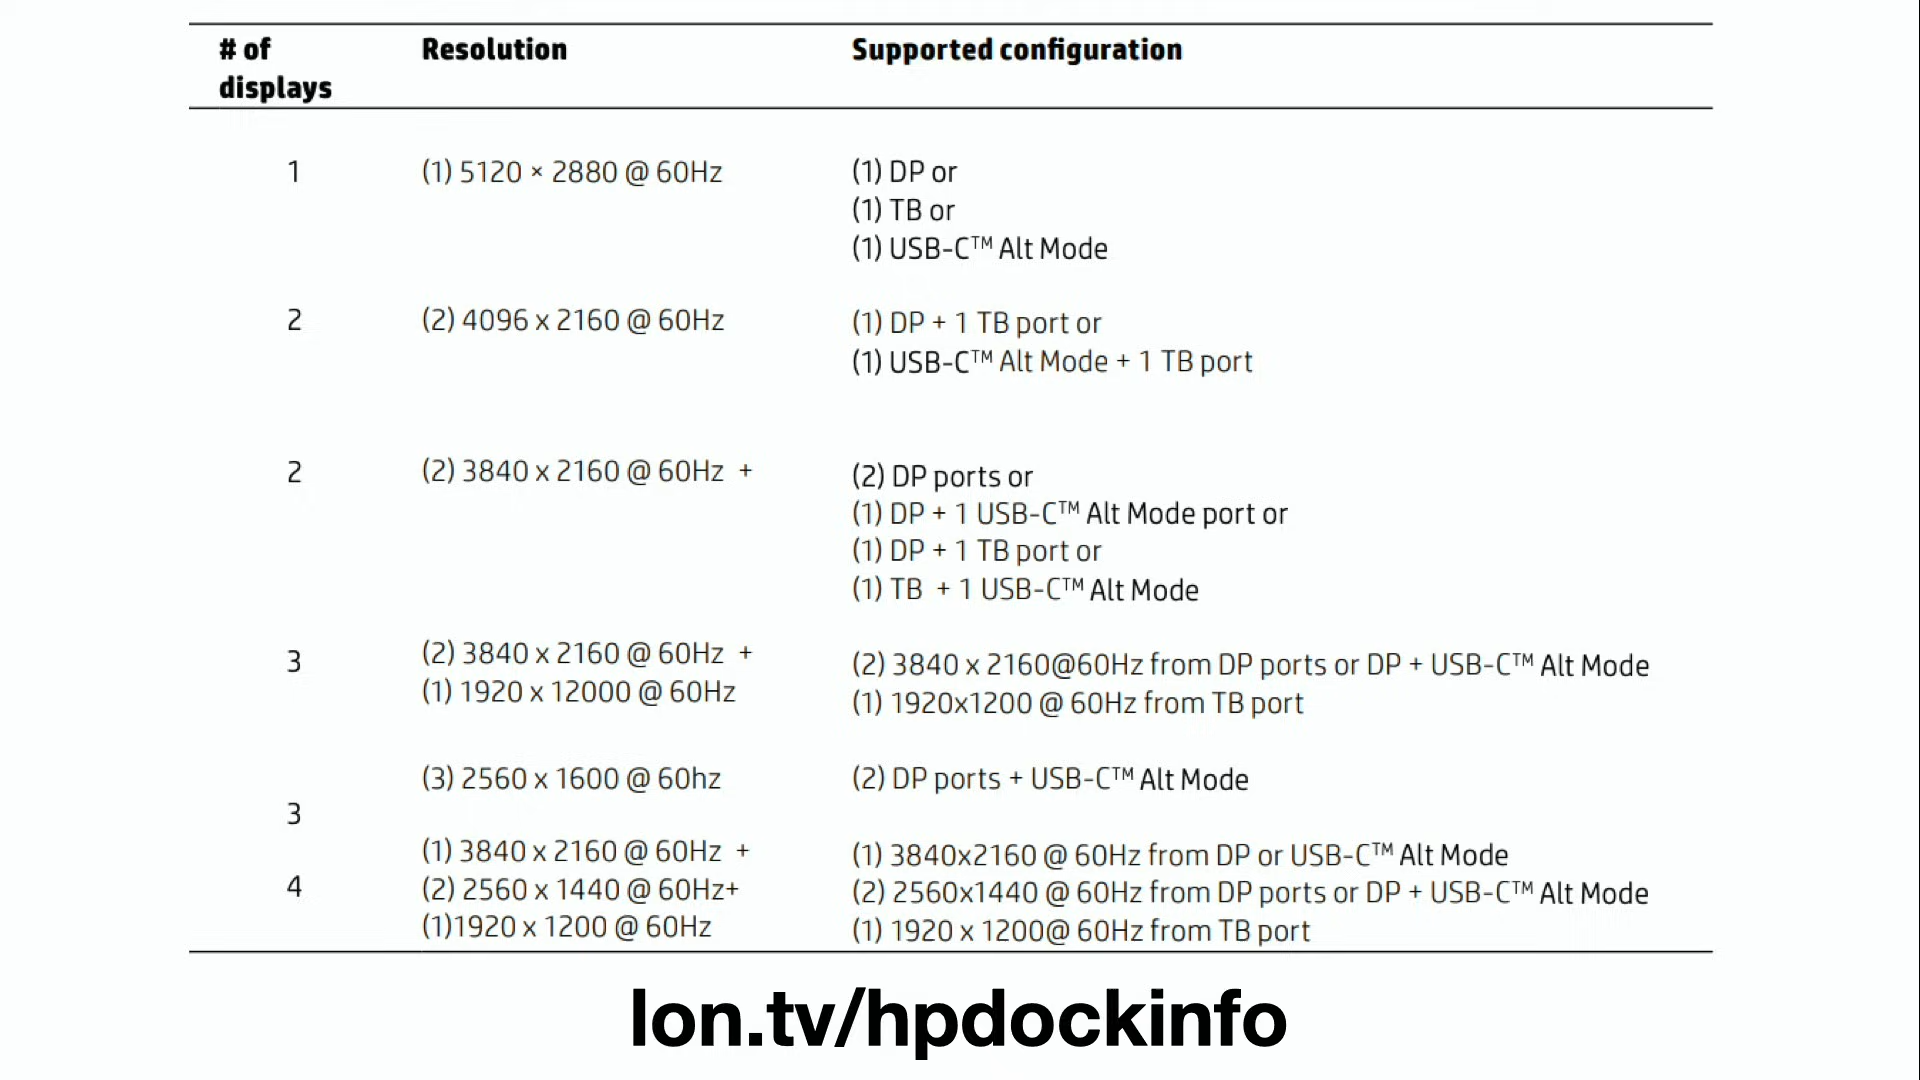 # of displays Resolution Supported configuration
1 (1) 5120 × 2880 @ 60Hz (1) DP or
(1) TB or
(1) USB-C™ Alt Mode
2 (2) 4096 x 2160 @ 60Hz (1) DP + 1 TB port or
(1) USB-C™ Alt Mode + 1 TB port
2 (2) 3840 x 2160 @ 60Hz + (2) DP ports or
(1) DP + 1 USB-C™ Alt Mode port or
(1) DP + 1 TB port or
(1) TB + 1 USB-C™ Alt Mode
3 (2) 3840 x 2160 @ 60Hz + (2) 3840 x 2160@60Hz from DP ports or DP + USB-C™ Alt Mode
(1) 1920 x 12000 @ 60Hz (1) 1920x1200 @ 60Hz from TB port
(3) 2560 x 1600 @ 60hz (2) DP ports + USB-C™ Alt Mode
3
(1) 3840 x 2160 @ 60Hz + (1) 3840x2160 @ 60Hz from DP or USB-C™ Alt Mode
4 (2) 2560 x 1440 @ 60Hz+ (2) 2560x1440 @ 60Hz from DP ports or DP + USB-C™ Alt Mode
(1)1920 x 1200 @ 60Hz (1) 1920 x 1200@ 60Hz from TB port
lon.tv/hpdockinfo